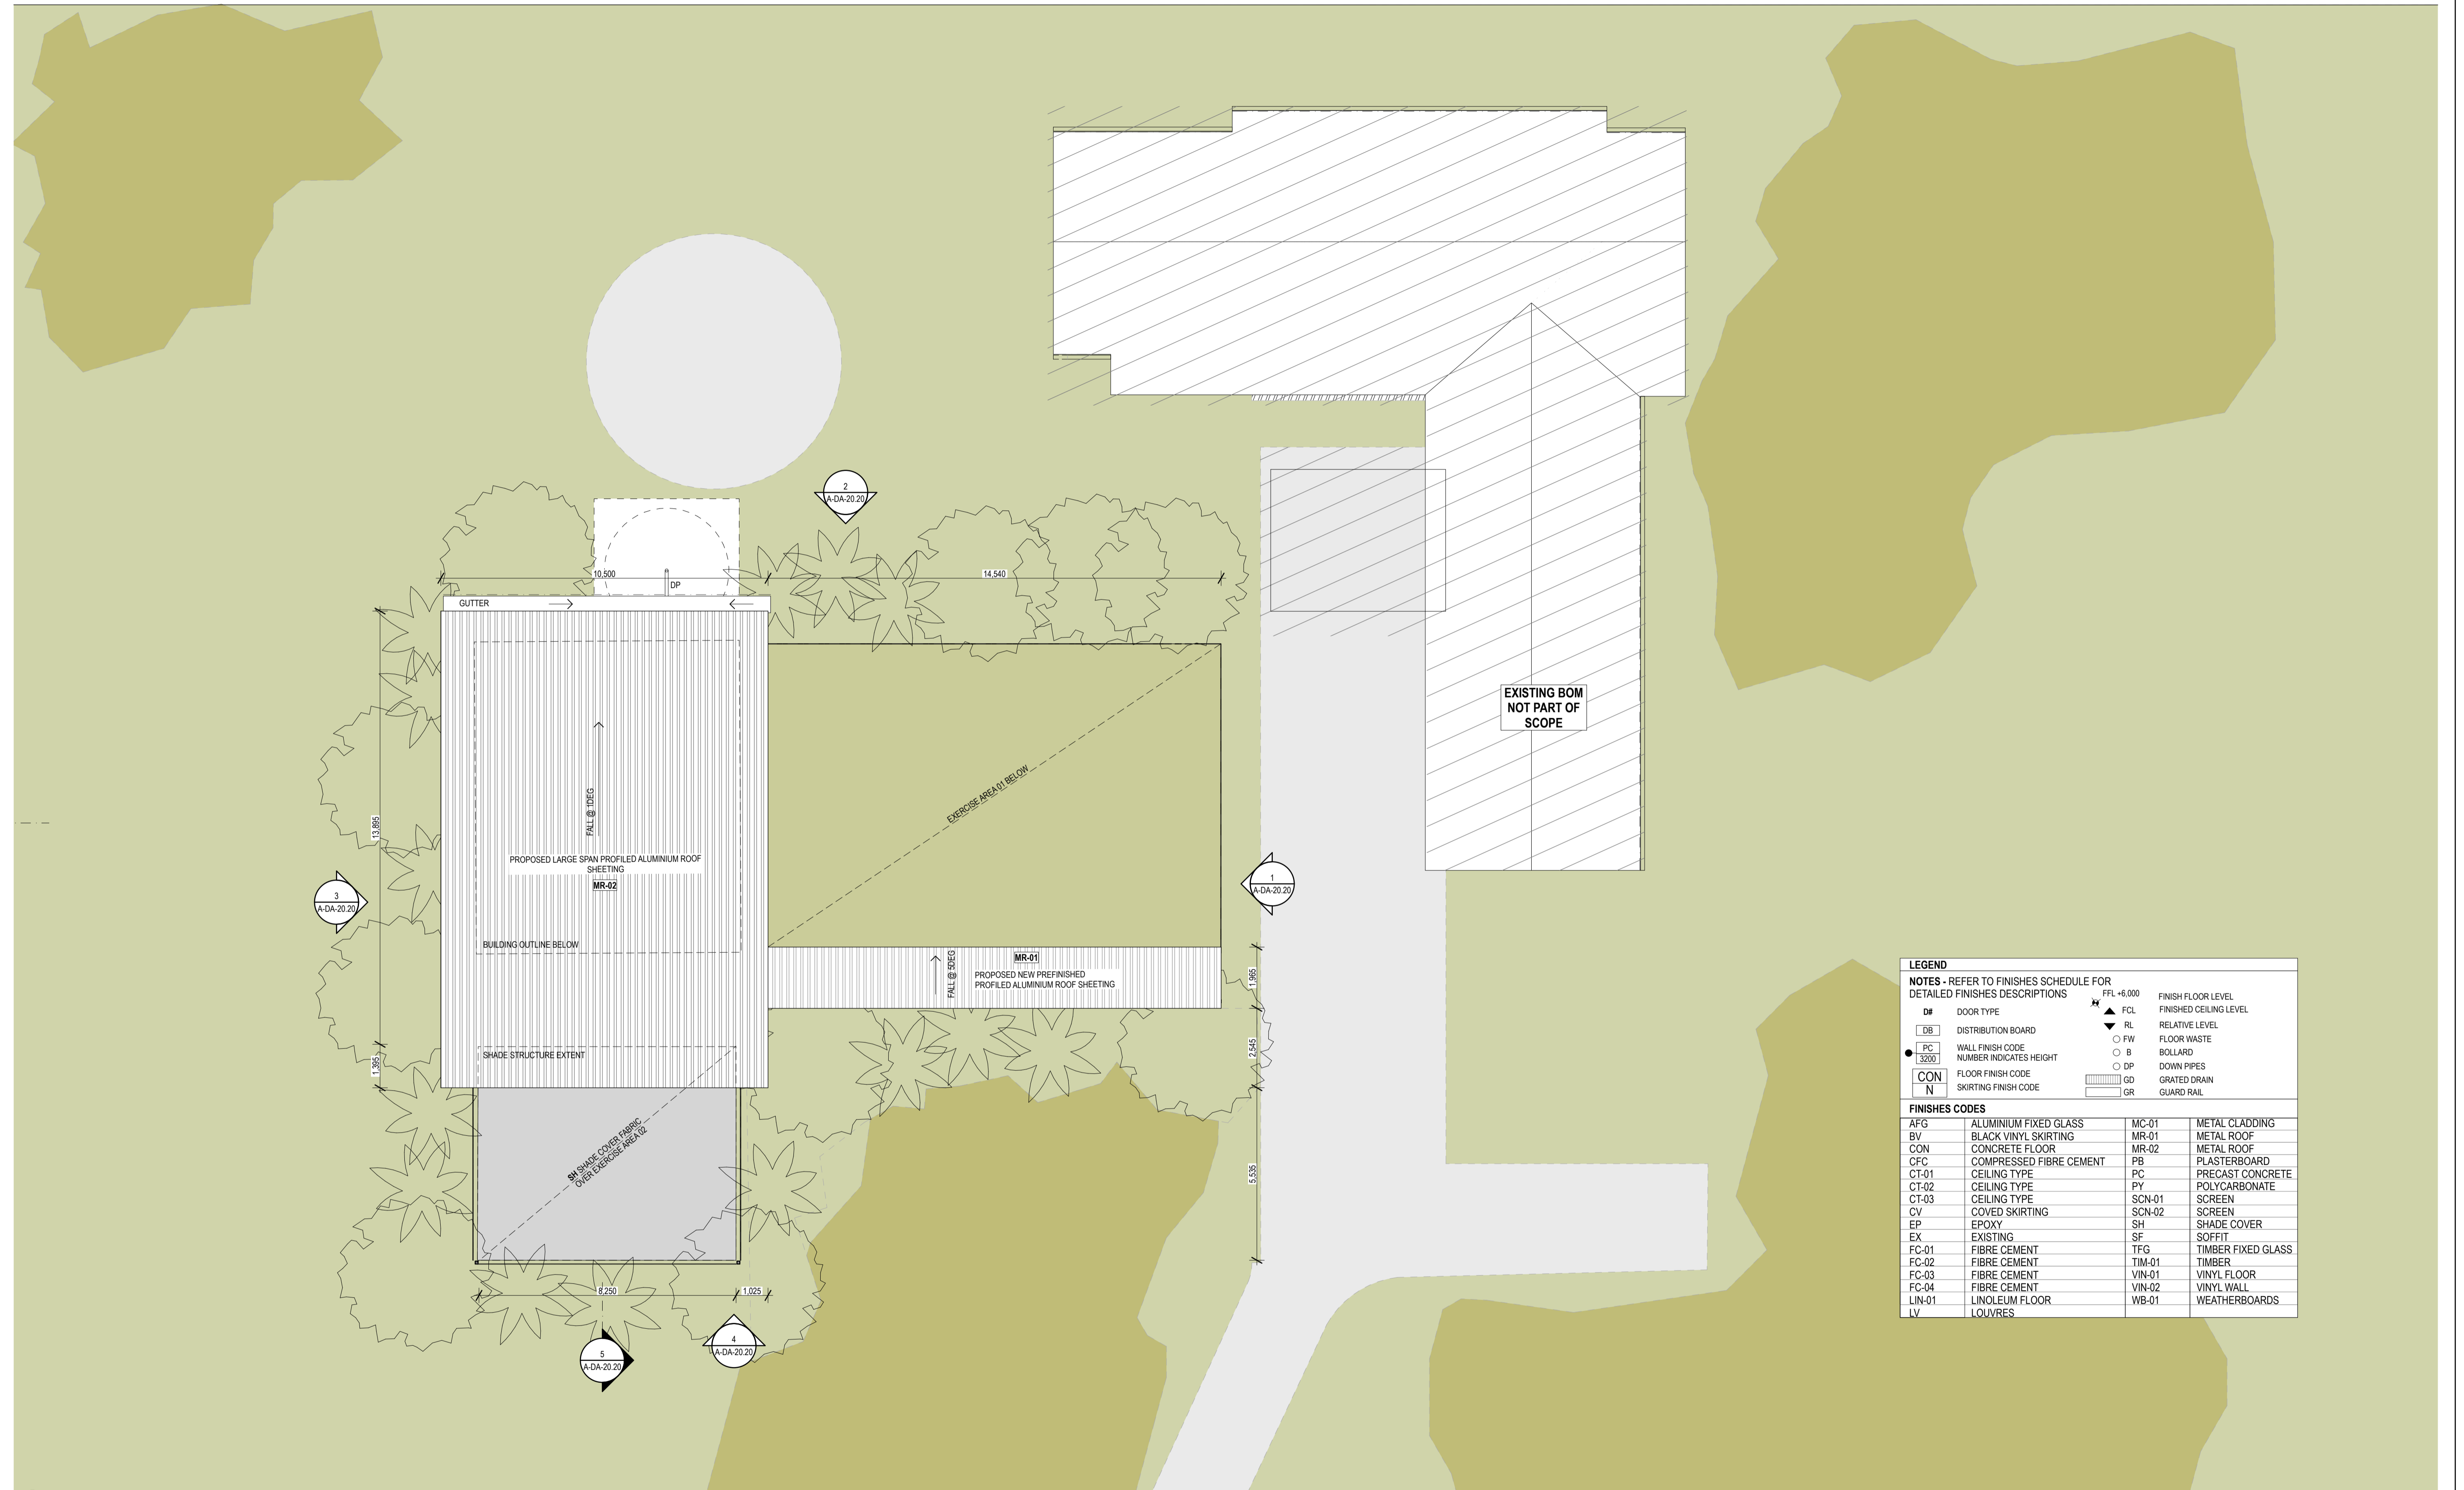 2
A-DA-20.20
10,500
14,540
DP
GUTTER
EXISTING BOM
NOT PART OF
SCOPE
EXERCISE AREA 01 BELOW
FALL @ 1DEG
13,895
PROPOSED LARGE SPAN PROFILED ALUMINIUM ROOF
SHEETING
MR-02
3
A-DA-20.20
1
A-DA-20.20
BUILDING OUTLINE BELOW
MR-01
FALL @ 5DEG
PROPOSED NEW PREFINISHED
PROFILED ALUMINIUM ROOF SHEETING
1,965
SHADE STRUCTURE EXTENT
1,395
2,545
SH SHADE COVER FABRIC
OVER EXERCISE AREA 02
5,535
8,250
1,025
4
A-DA-20.20
5
A-DA-20.20
LEGEND
NOTES - REFER TO FINISHES SCHEDULE FOR
DETAILED FINISHES DESCRIPTIONS
FFL +6,000 FINISH FLOOR LEVEL
D# DOOR TYPE
FCL FINISHED CEILING LEVEL
DB DISTRIBUTION BOARD
RL RELATIVE LEVEL
FW FLOOR WASTE
PC WALL FINISH CODE
3200 NUMBER INDICATES HEIGHT
B BOLLARD
DP DOWN PIPES
CON FLOOR FINISH CODE
N SKIRTING FINISH CODE
GD GRATED DRAIN
GR GUARD RAIL
FINISHES CODES
AFG ALUMINIUM FIXED GLASS MC-01 METAL CLADDING
BV BLACK VINYL SKIRTING MR-01 METAL ROOF
CON CONCRETE FLOOR MR-02 METAL ROOF
CFC COMPRESSED FIBRE CEMENT PB PLASTERBOARD
CT-01 CEILING TYPE PC PRECAST CONCRETE
CT-02 CEILING TYPE PY POLYCARBONATE
CT-03 CEILING TYPE SCN-01 SCREEN
CV COVED SKIRTING SCN-02 SCREEN
EP EPOXY SH SHADE COVER
EX EXISTING SF SOFFIT
FC-01 FIBRE CEMENT TFG TIMBER FIXED GLASS
FC-02 FIBRE CEMENT TIM-01 TIMBER
FC-03 FIBRE CEMENT VIN-01 VINYL FLOOR
FC-04 FIBRE CEMENT VIN-02 VINYL WALL
LIN-01 LINOLEUM FLOOR WB-01 WEATHERBOARDS
LV LOUVRES